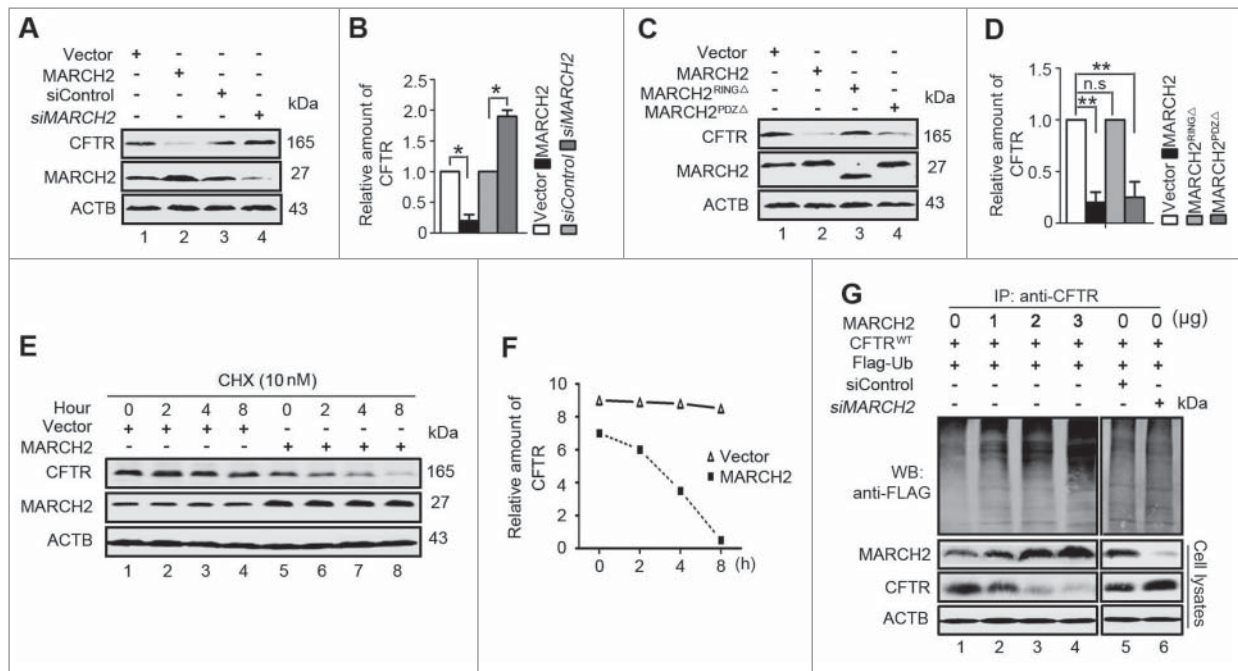 A
Vector + - - -
MARCH2 - + - -
siControl - - + -
siMARCH2 - - - +
kDa
CFTR 165
MARCH2 27
ACTB 43
1 2 3 4
B
Relative amount of
CFTR
2.5
2.0
1.5
1.0
0.5
0.0
*
*
Vector
MARCH2
siControl
siMARCH2
C
Vector + - - -
MARCH2 - + - -
MARCH2RING△ - - + -
MARCH2PDZ△ - - - +
kDa
CFTR 165
MARCH2 27
ACTB 43
1 2 3 4
D
Relative amount of
CFTR
1.5
1.0
0.5
0.0
**
n.s
**
Vector
MARCH2
MARCH2RING△
MARCH2PDZ△
E
CHX (10 nM)
Hour 0 2 4 8 0 2 4 8
Vector + + + + - - - -
MARCH2 - - - - + + + +
kDa
CFTR 165
MARCH2 27
ACTB 43
1 2 3 4 5 6 7 8
F
Relative amount of
CFTR
10
8
6
4
2
0
0 2 4 8 (h)
Vector
MARCH2
G
IP: anti-CFTR
MARCH2 0 1 2 3 0 0 (µg)
CFTRWT + + + + + +
Flag-Ub + + + + + +
siControl - - - - + -
siMARCH2 - - - - - +
kDa
WB:
anti-FLAG
MARCH2
CFTR
ACTB
Cell lysates
1 2 3 4 5 6